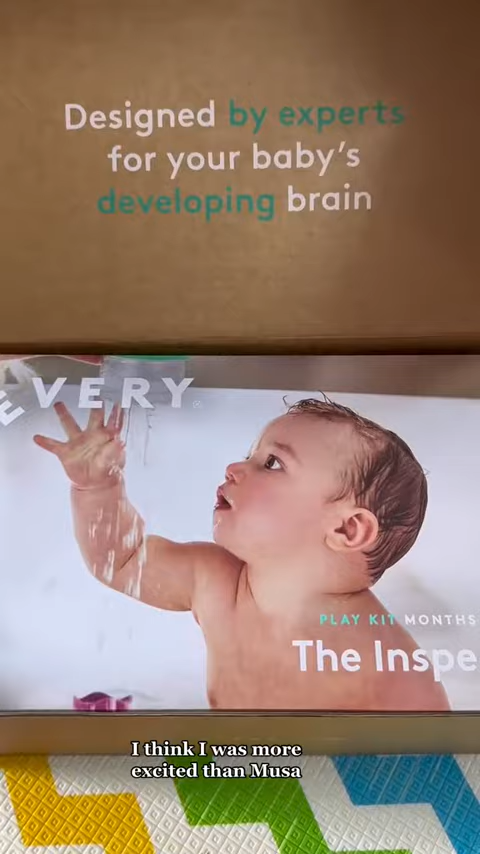 Designed by experts
for your baby's
developing brain
EVERY
PLAY KIT MONTHS
The Inspe
I think I was more
excited than Musa